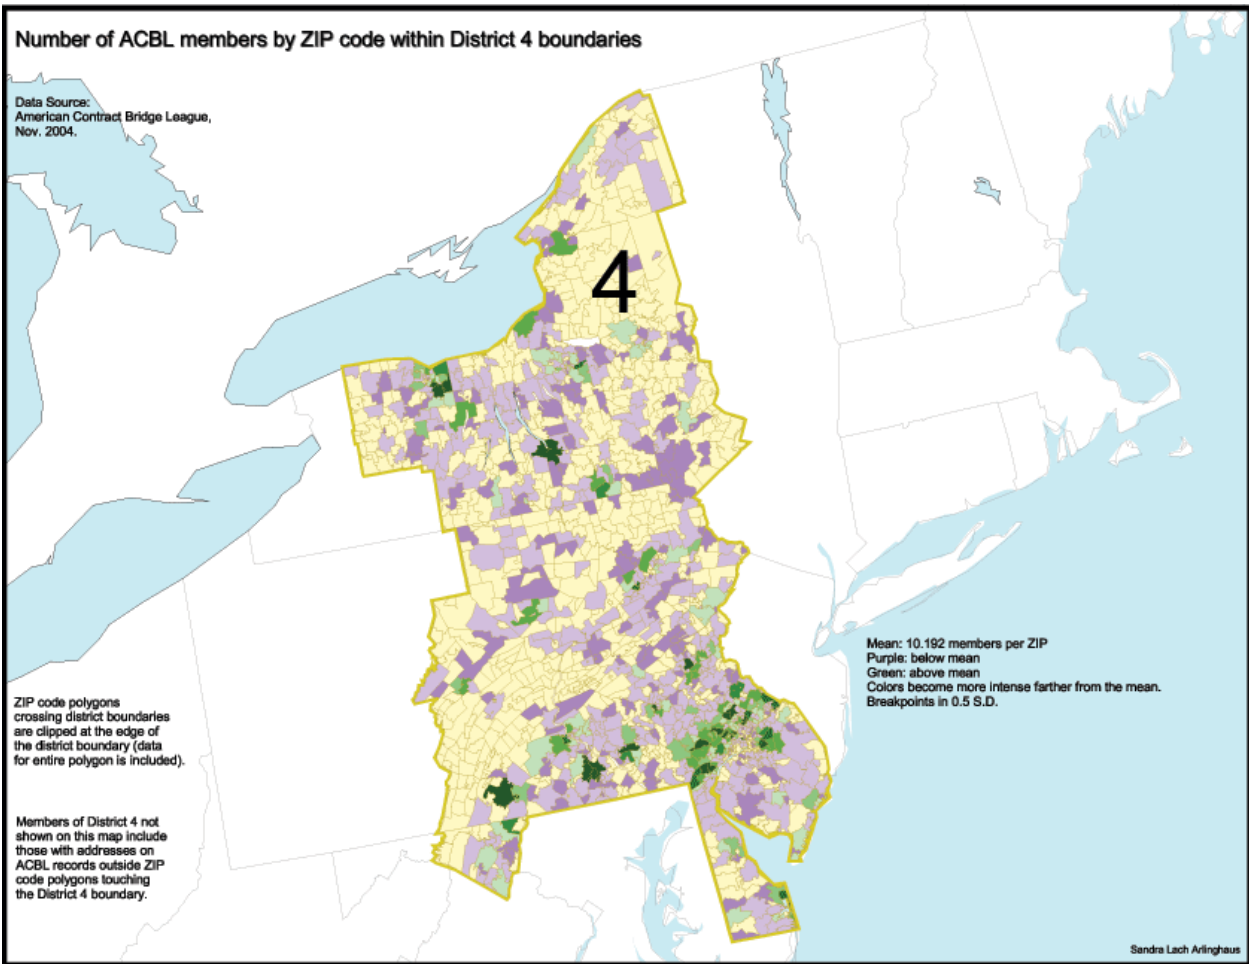 Number of ACBL members by ZIP code within District 4 boundaries
Data Source:
American Contract Bridge League,
Nov. 2004.
4
Mean: 10.192 members per ZIP
Purple: below mean
Green: above mean
Colors become more intense farther from the mean.
Breakpoints in 0.5 S.D.
ZIP code polygons
crossing district boundaries
are clipped at the edge of
the district boundary (data
for entire polygon is included).
Members of District 4 not
shown on this map include
those with addresses on
ACBL records outside ZIP
code polygons touching
the District 4 boundary.
Sandra Lach Arlinghaus